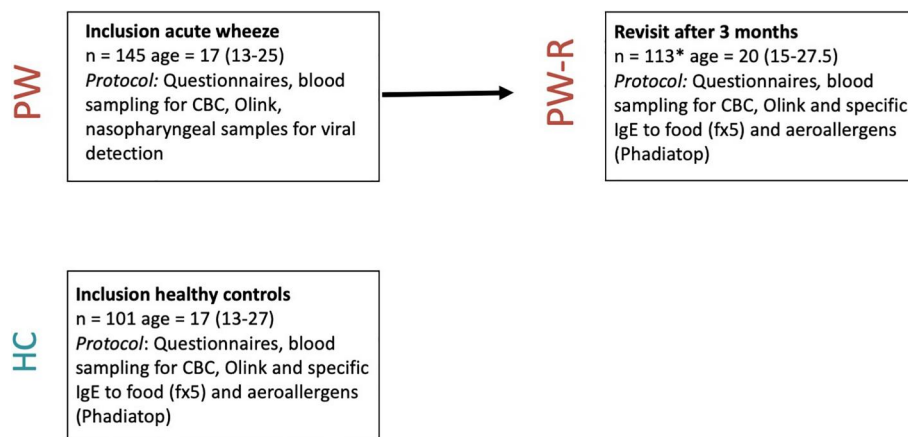 PW
Inclusion acute wheeze
n = 145 age = 17 (13-25)
Protocol: Questionnaires, blood
sampling for CBC, Olink,
nasopharyngeal samples for viral
detection
PW-R
Revisit after 3 months
n = 113* age = 20 (15-27.5)
Protocol: Questionnaires, blood
sampling for CBC, Olink and specific
IgE to food (fx5) and aeroallergens
(Phadiatop)
HC
Inclusion healthy controls
n = 101 age = 17 (13-27)
Protocol: Questionnaires, blood
sampling for CBC, Olink and specific
IgE to food (fx5) and aeroallergens
(Phadiatop)